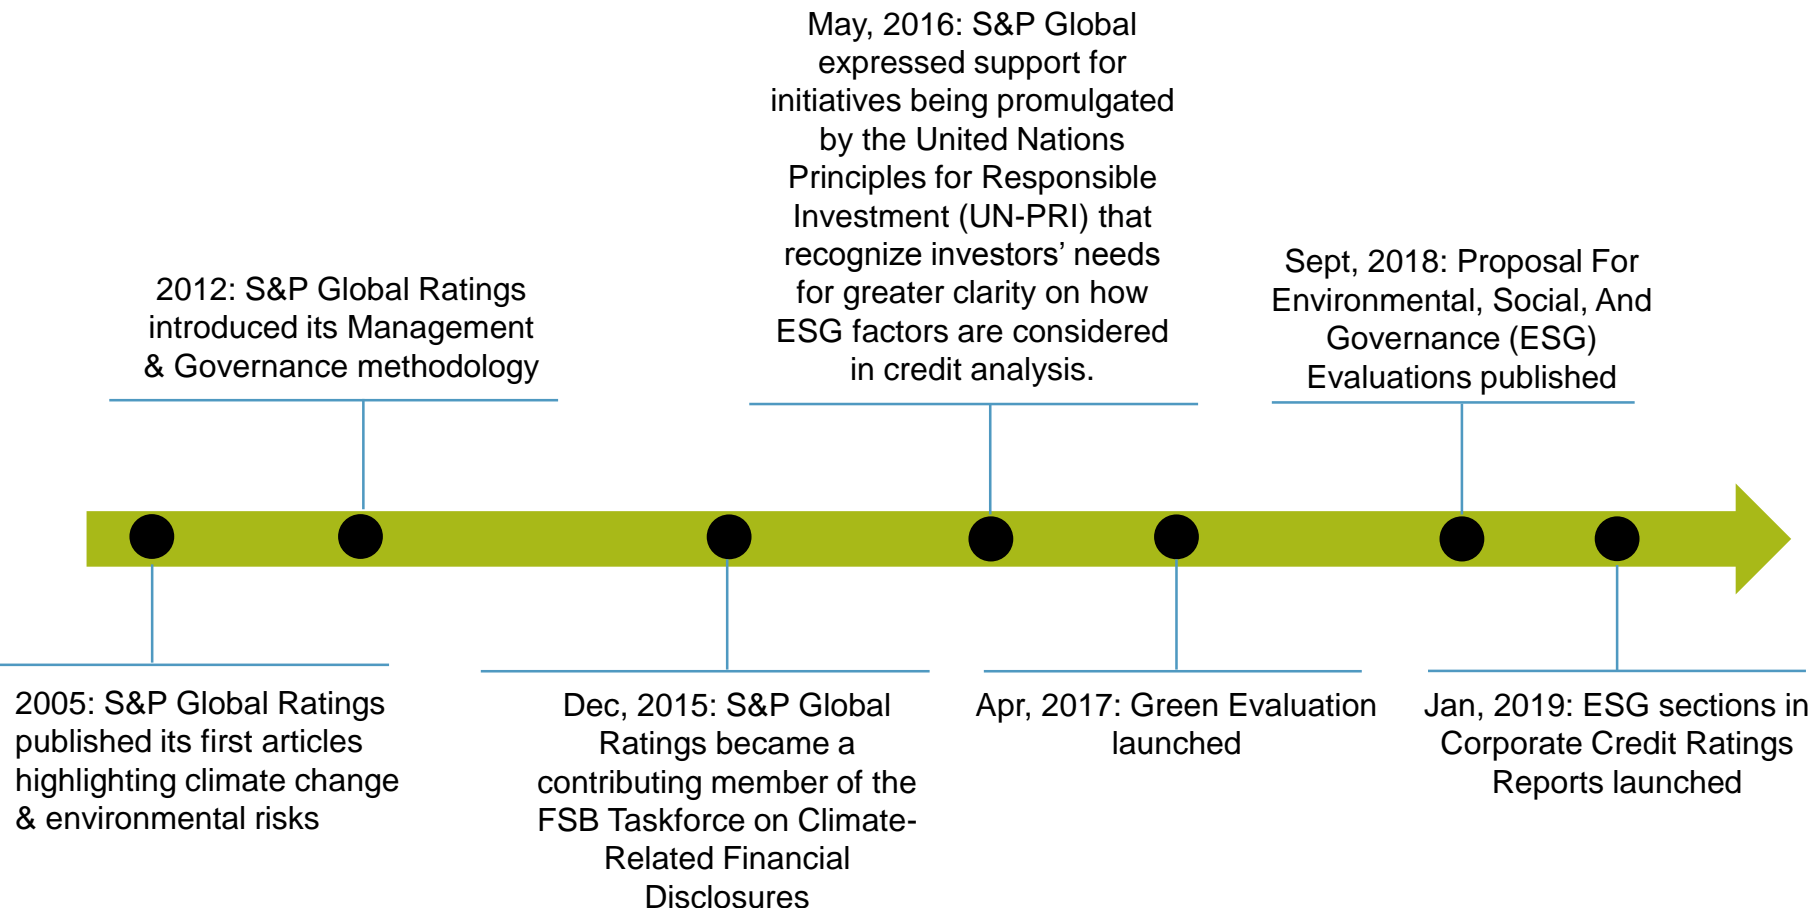 May, 2016: S&P Global
expressed support for
initiatives being promulgated
by the United Nations
Principles for Responsible
Investment (UN-PRI) that
recognize investors’ needs
for greater clarity on how
ESG factors are considered
in credit analysis.
2012: S&P Global Ratings
introduced its Management
& Governance methodology
Sept, 2018: Proposal For
Environmental, Social, And
Governance (ESG)
Evaluations published
2005: S&P Global Ratings
published its first articles
highlighting climate change
& environmental risks
Dec, 2015: S&P Global
Ratings became a
contributing member of the
FSB Taskforce on Climate-
Related Financial
Disclosures
Apr, 2017: Green Evaluation
launched
Jan, 2019: ESG sections in
Corporate Credit Ratings
Reports launched